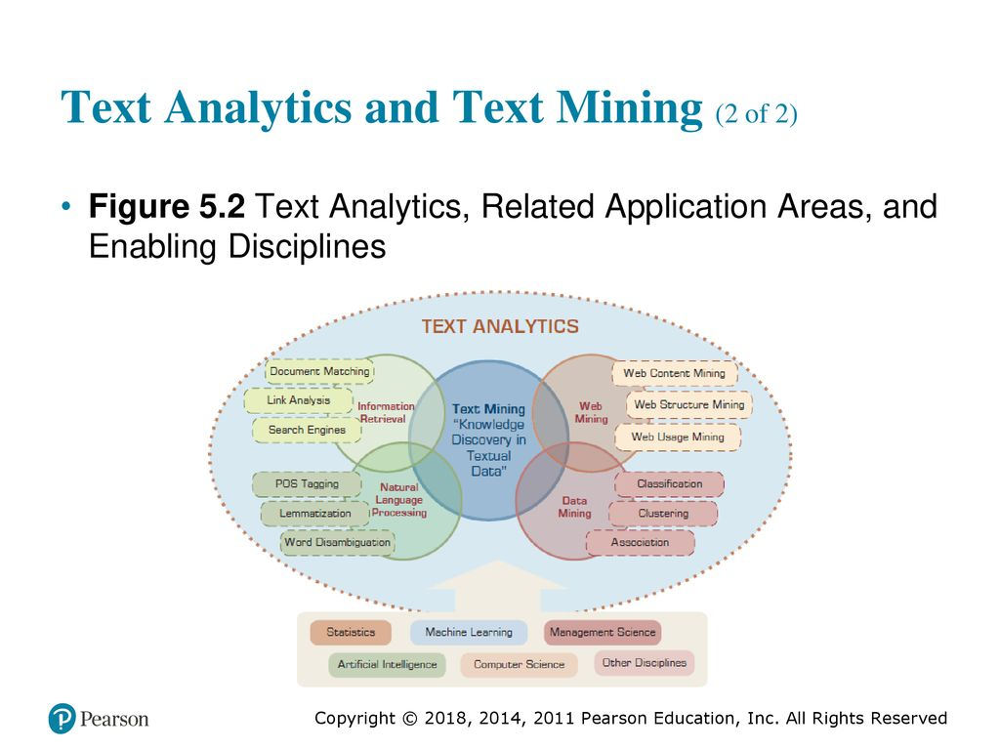 Text Analytics and Text Mining (2 of 2)
• Figure 5.2 Text Analytics, Related Application Areas, and
Enabling Disciplines
TEXT ANALYTICS
Document Matching
Link Analysis
Search Engines
Information
Retrieval
Text Mining
“Knowledge
Discovery in
Textual
Data”
Web
Mining
Web Content Mining
Web Structure Mining
Web Usage Mining
POS Tagging
Lemmatization
Word Disambiguation
Natural
Language
Processing
Data
Mining
Classification
Clustering
Association
Statistics
Machine Learning
Management Science
Artificial Intelligence
Computer Science
Other Disciplines
P Pearson
Copyright © 2018, 2014, 2011 Pearson Education, Inc. All Rights Reserved